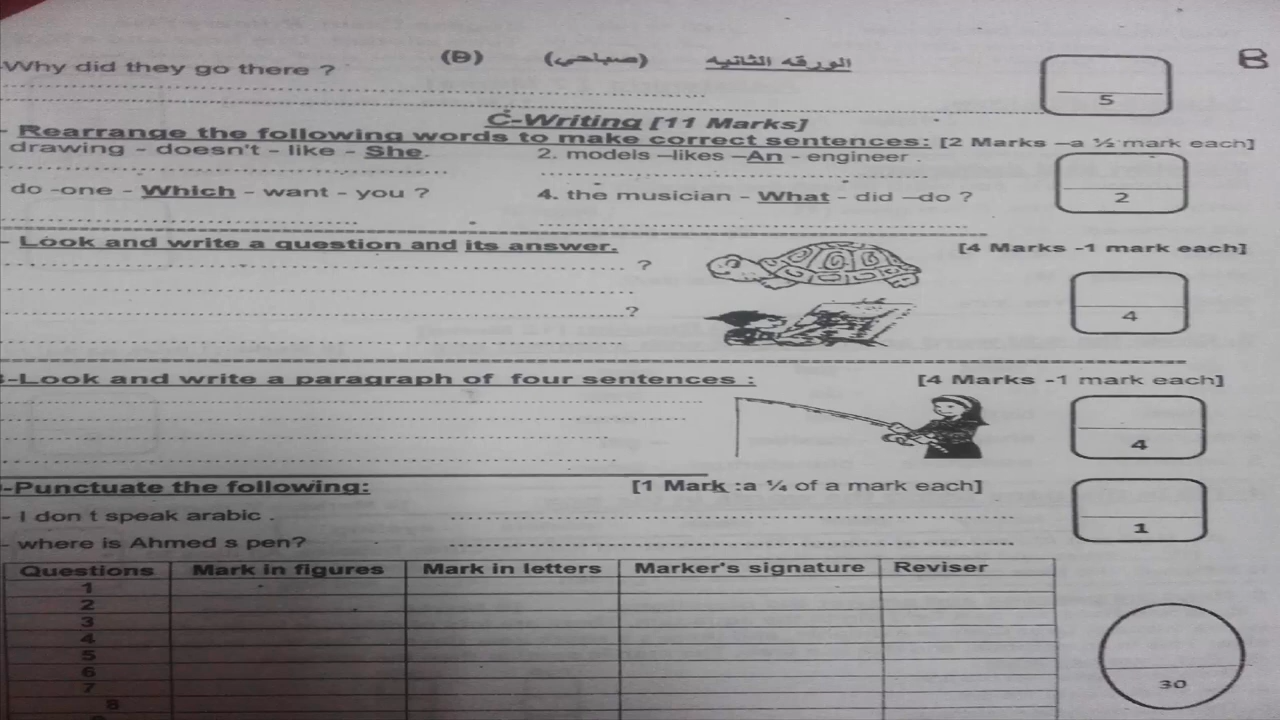 Why did they go there ? (B) (صباحي) الورقه الثانيه B
5
C-Writing [11 Marks]
- Rearrange the following words to make correct sentences: [2 Marks –a ½ mark each]
drawing - doesn't - like - She. 2. models –likes –An - engineer .
do -one - Which - want - you ? 4. the musician - What - did –do ?
2
- Look and write a question and its answer. [4 Marks -1 mark each]
?
?
4
-Look and write a paragraph of four sentences : [4 Marks -1 mark each]
4
-Punctuate the following: [1 Mark :a ¼ of a mark each]
- I don t speak arabic .
- where is Ahmed s pen?
1
Questions Mark in figures Mark in letters Marker's signature Reviser
1
2
3
4
5
6
7
8
30